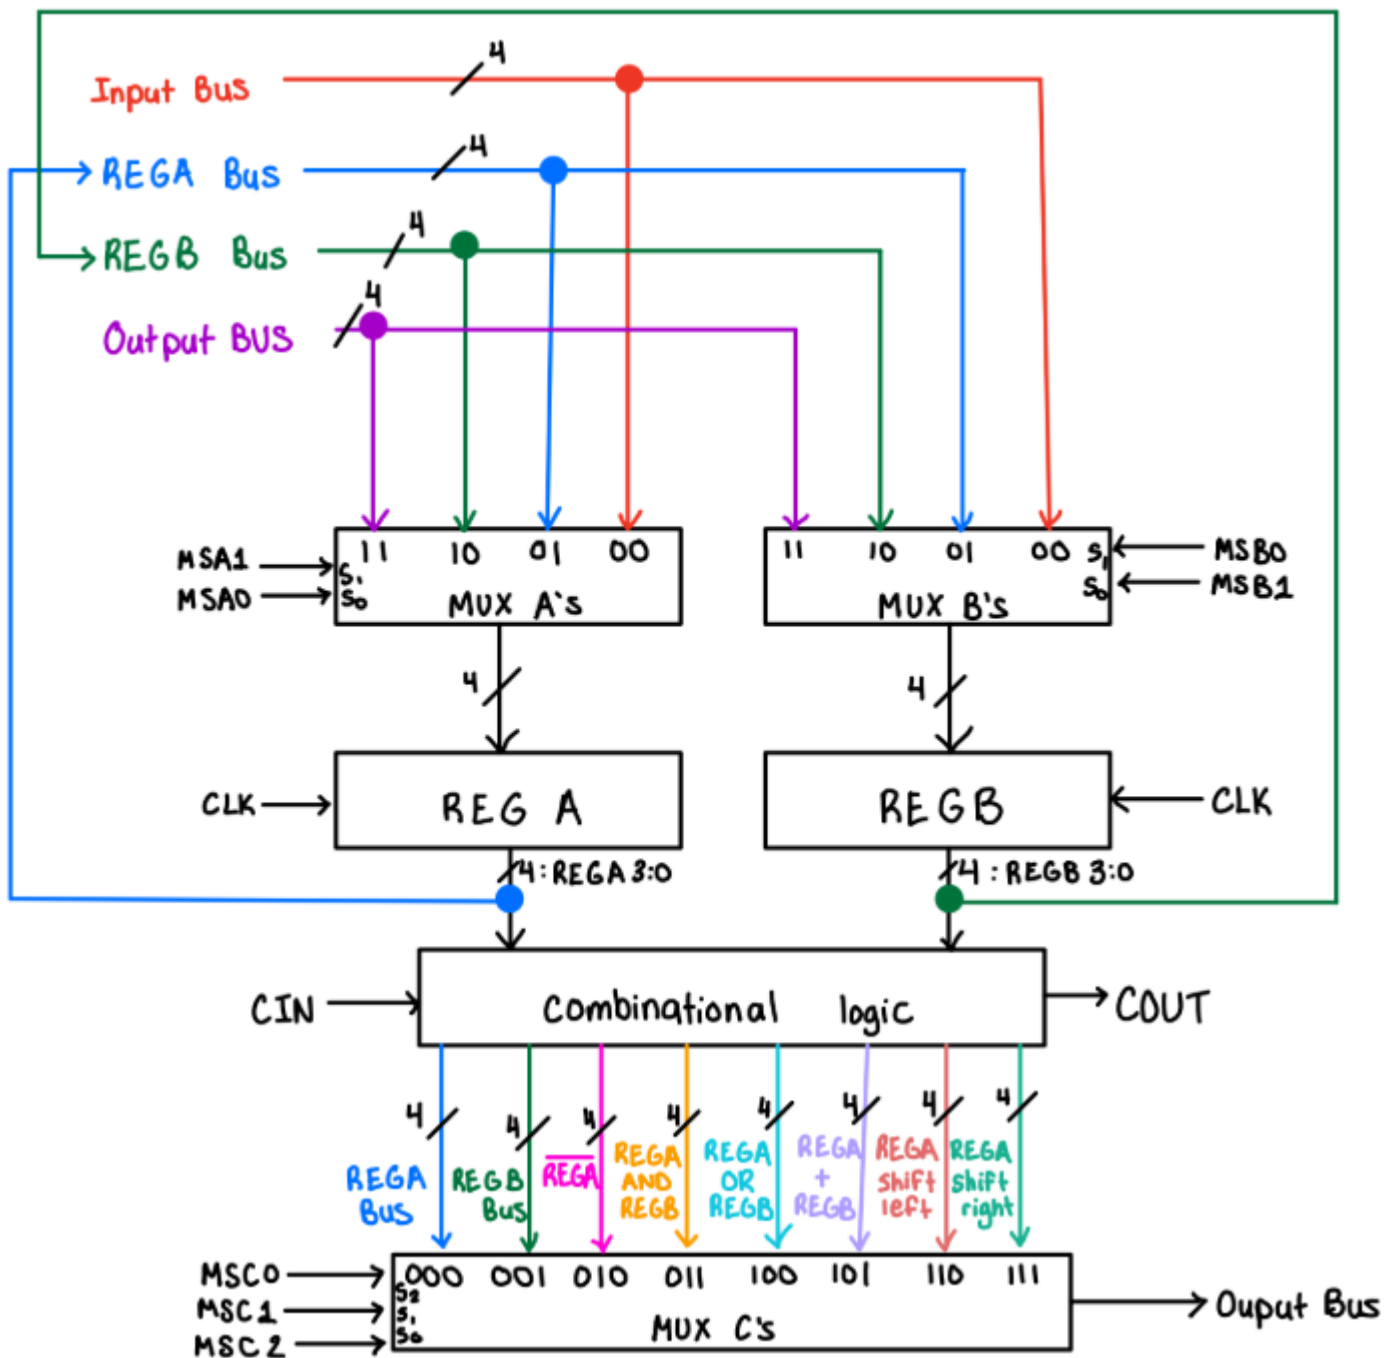 4
Input Bus
4
REGA Bus
4
REGB Bus
4
Output BUS
11 10 01 00
MSA1
S1
MSA0
S0
MUX A's
11 10 01 00
S1
MSB0
S0
MSB1
MUX B's
4
4
CLK
REG A
REGB
CLK
4:REGA 3:0
4 : REGB 3:0
CIN
Combinational logic
COUT
4
4
4
4
4
4
4
4
REGA
BUS
REGB
Bus
REGA
REGA
AND
REGB
REGA
OR
REGB
REGA
+
REGB
REGA
shift
left
REGA
shift
right
MSC0
000 001 010 011 100 101 110 111
S2
MSC1
S1
MSC2
S0
MUX C's
Ouput Bus